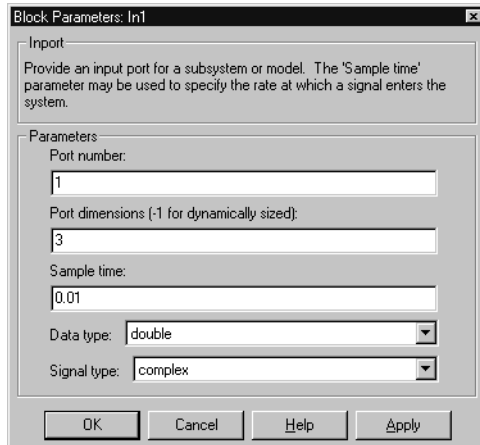 Block Parameters: In1
Inport
Provide an input port for a subsystem or model. The 'Sample time'
parameter may be used to specify the rate at which a signal enters the
system.
Parameters
Port number:
1
Port dimensions (-1 for dynamically sized):
3
Sample time:
0.01
Data type: double
Signal type: complex
OK Cancel Help Apply